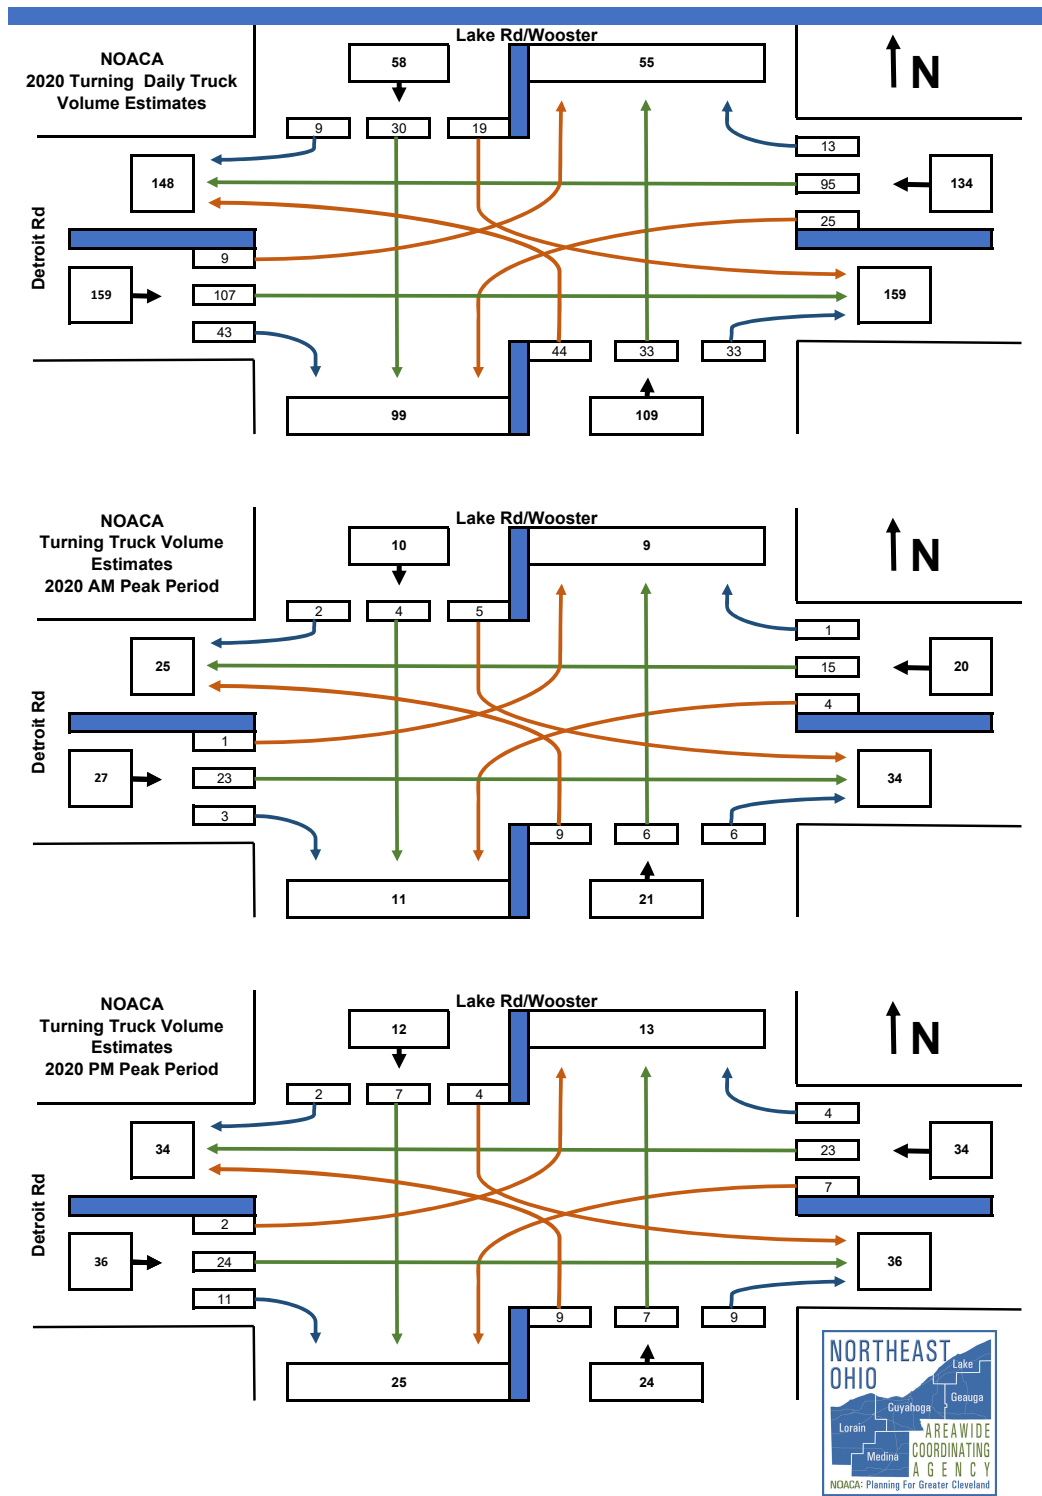 Lake Rd/Wooster
NOACA
2020 Turning Daily Truck
Volume Estimates
58
55
N
9
30
19
13
148
95
134
25
Detroit Rd
9
159
107
159
43
44
33
33
99
109
Lake Rd/Wooster
NOACA
Turning Truck Volume
Estimates
2020 AM Peak Period
10
9
N
2
4
5
1
25
15
20
4
Detroit Rd
1
27
23
34
3
9
6
6
11
21
Lake Rd/Wooster
NOACA
Turning Truck Volume
Estimates
2020 PM Peak Period
12
13
N
2
7
4
4
34
23
34
7
Detroit Rd
2
36
24
36
11
9
7
9
25
24
NORTHEAST
OHIO
Lake
Geauga
Cuyahoga
Lorain
Medina
AREAWIDE
COORDINATING
AGENCY
NOACA: Planning For Greater Cleveland